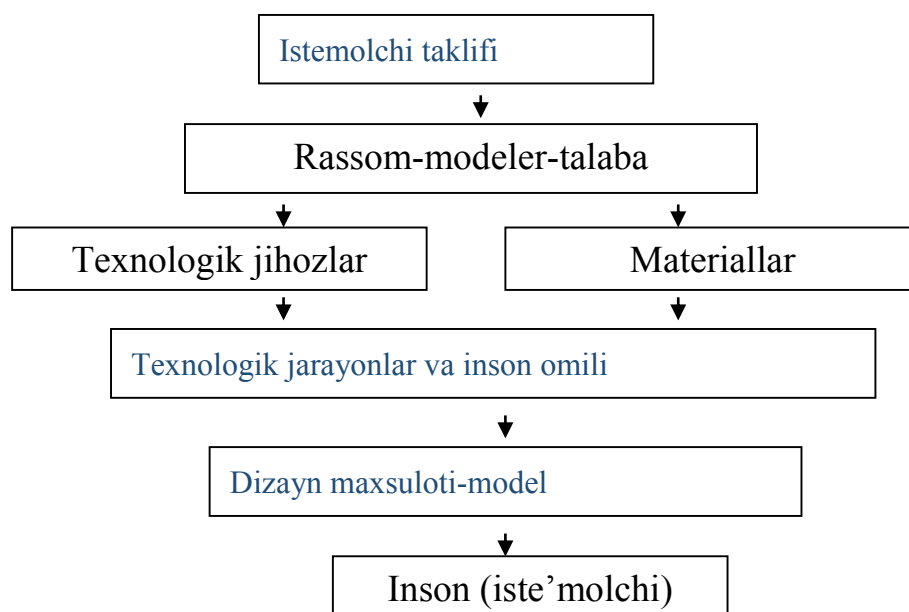 Istemolchi taklifi
Rassom-modeler-talaba
Texnologik jihozlar
Materiallar
Texnologik jarayonlar va inson omili
Dizayn maxsuloti-model
Inson (iste’molchi)